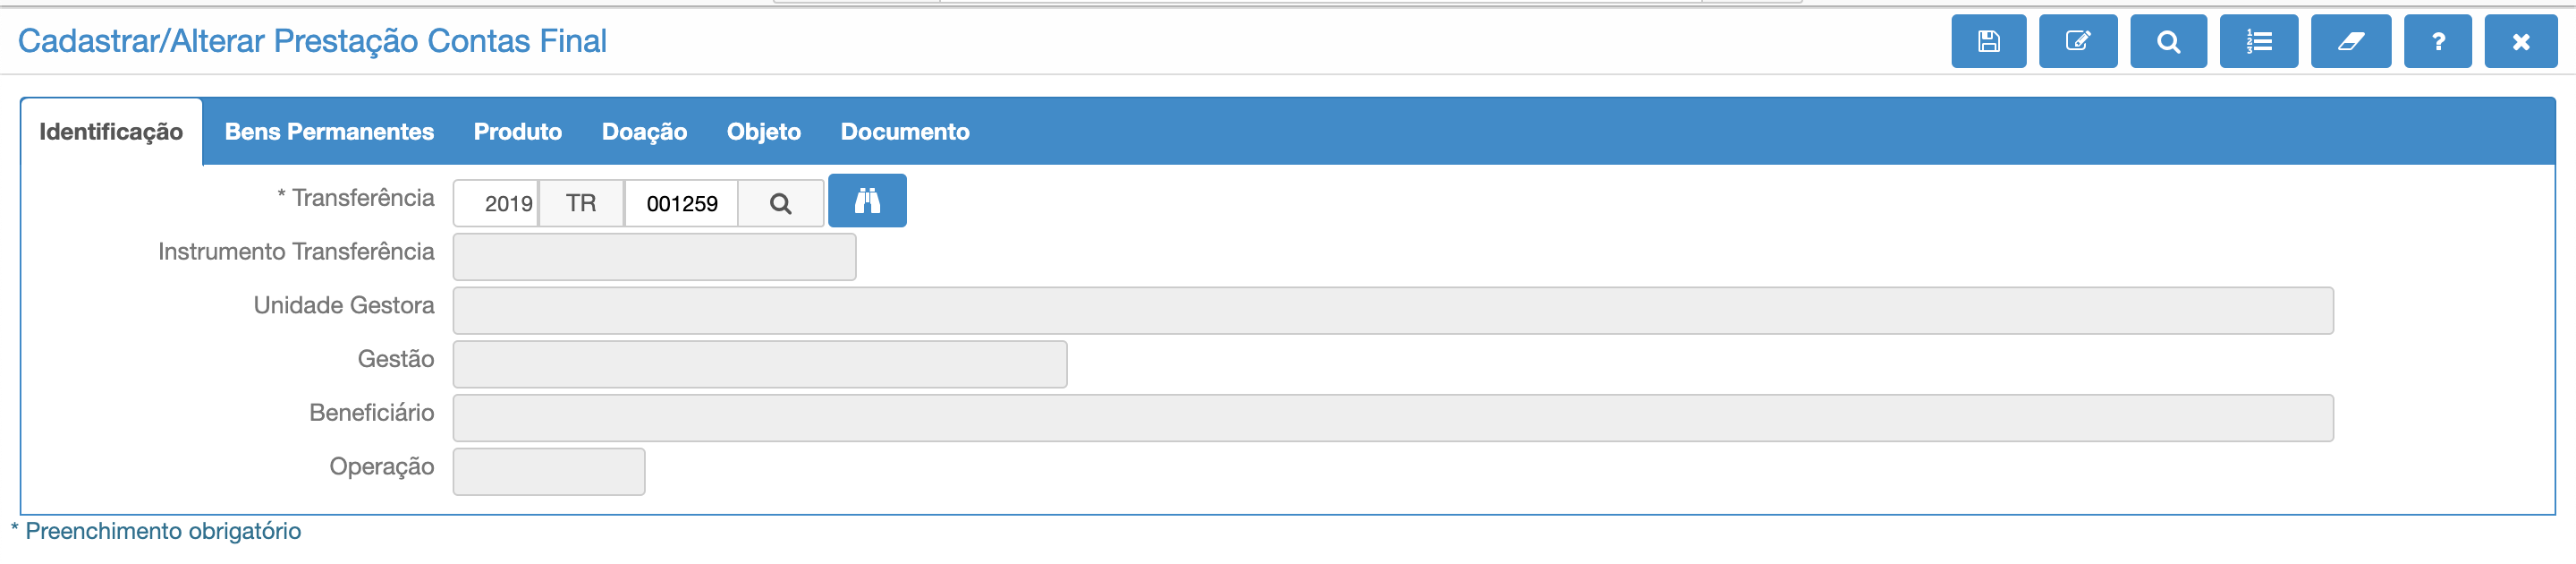 Cadastrar/Alterar Prestação Contas Final
?
Identificação Bens Permanentes Produto Doação Objeto Documento
* Transferência 2019 TR 001259
Instrumento Transferência
Unidade Gestora
Gestão
Beneficiário
Operação
* Preenchimento obrigatório